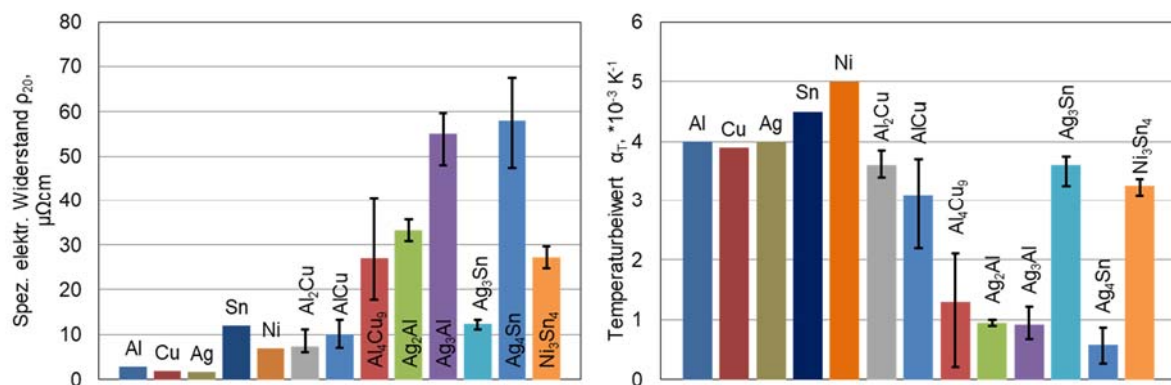 Spez. elektr. Widerstand ρ₂₀,
µΩcm
80
70
60
50
40
30
20
10
0
Al
Cu
Ag
Sn
Ni
Al₂Cu
AlCu
Al₄Cu₉
Ag₂Al
Ag₃Al
Ag₃Sn
Ag₄Sn
Ni₃Sn₄
Temperaturbeiwert α_T, *10⁻³ K⁻¹
6
5
4
3
2
1
0
Al
Cu
Ag
Sn
Ni
Al₂Cu
AlCu
Al₄Cu₉
Ag₂Al
Ag₃Al
Ag₃Sn
Ag₄Sn
Ni₃Sn₄